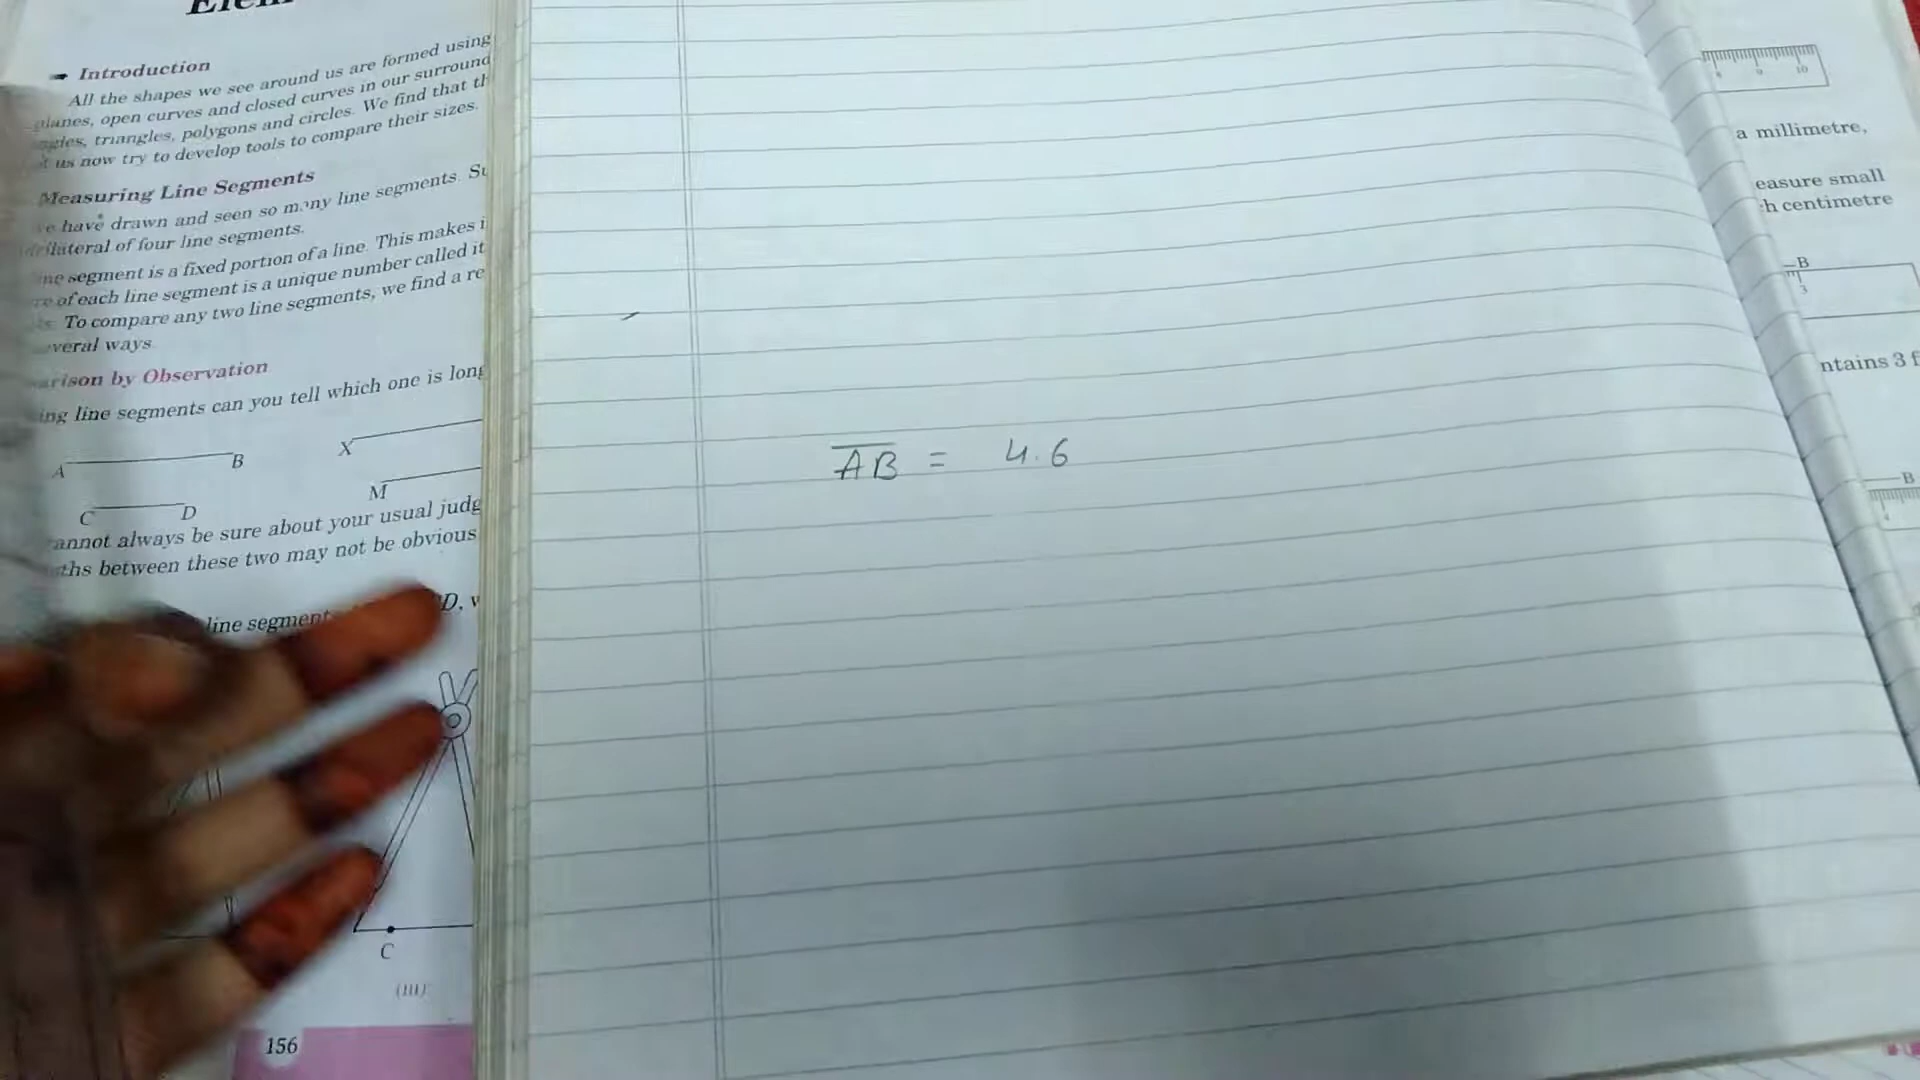 Introduction
All the shapes we see around us are formed using
planes, open curves and closed curves in our surround
triangles, polygons and circles. We find that th
us now try to develop tools to compare their sizes.
Measuring Line Segments
have drawn and seen so many line segments. Su
of four line segments.
segment is a fixed portion of a line. This makes i
of each line segment is a unique number called it
To compare any two line segments, we find a re
several ways
by Observation
line segments can you tell which one is long
A B X
M
C D
cannot always be sure about your usual judg
between these two may not be obvious
line segment D, w
C
(iii)
156
AB = 4.6
9 10
a millimetre,
easure small
h centimetre
B
3
ntains 3 f
B
4